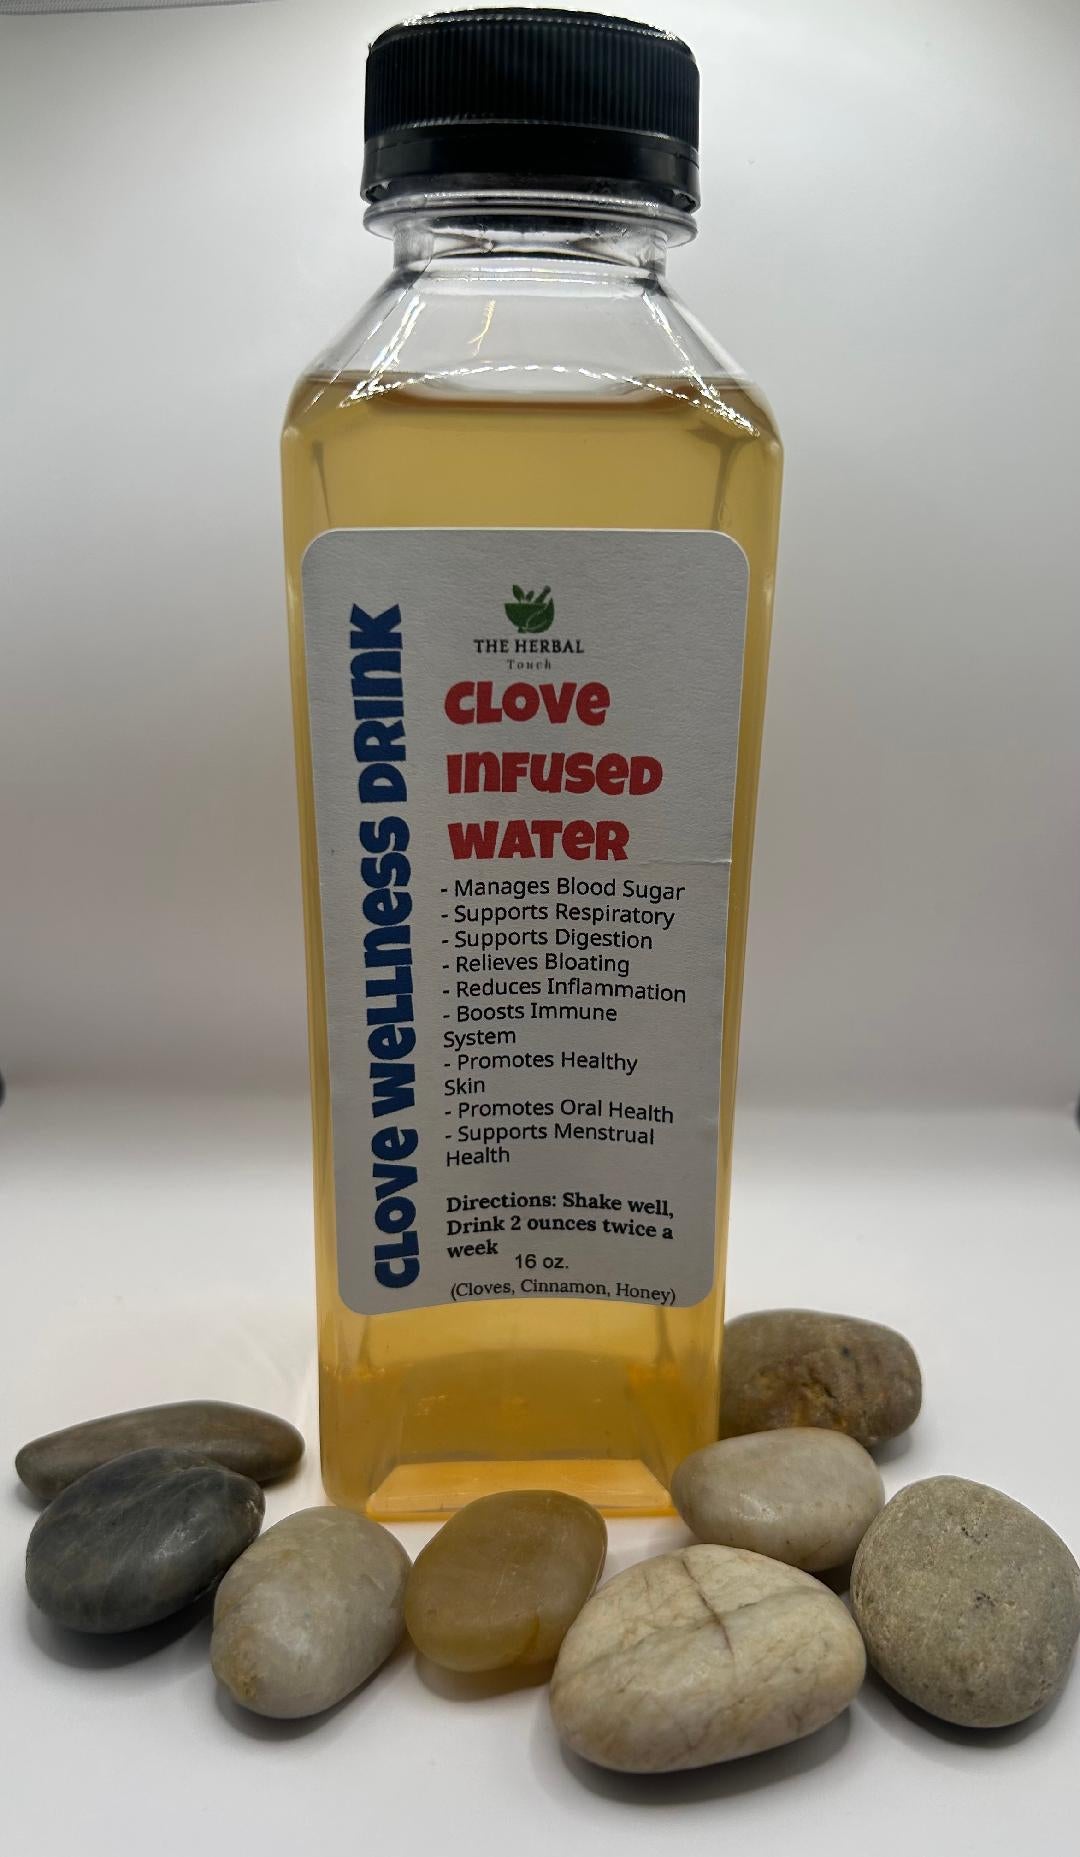 THE HERBAL
Touch
CLOVE WELLNESS DRINK
CLOVE
INFUSED
WATER
- Manages Blood Sugar
- Supports Respiratory
- Supports Digestion
- Relieves Bloating
- Reduces Inflammation
- Boosts Immune
System
- Promotes Healthy
Skin
- Promotes Oral Health
- Supports Menstrual
Health
Directions: Shake well,
Drink 2 ounces twice a
week
16 oz.
(Cloves, Cinnamon, Honey)